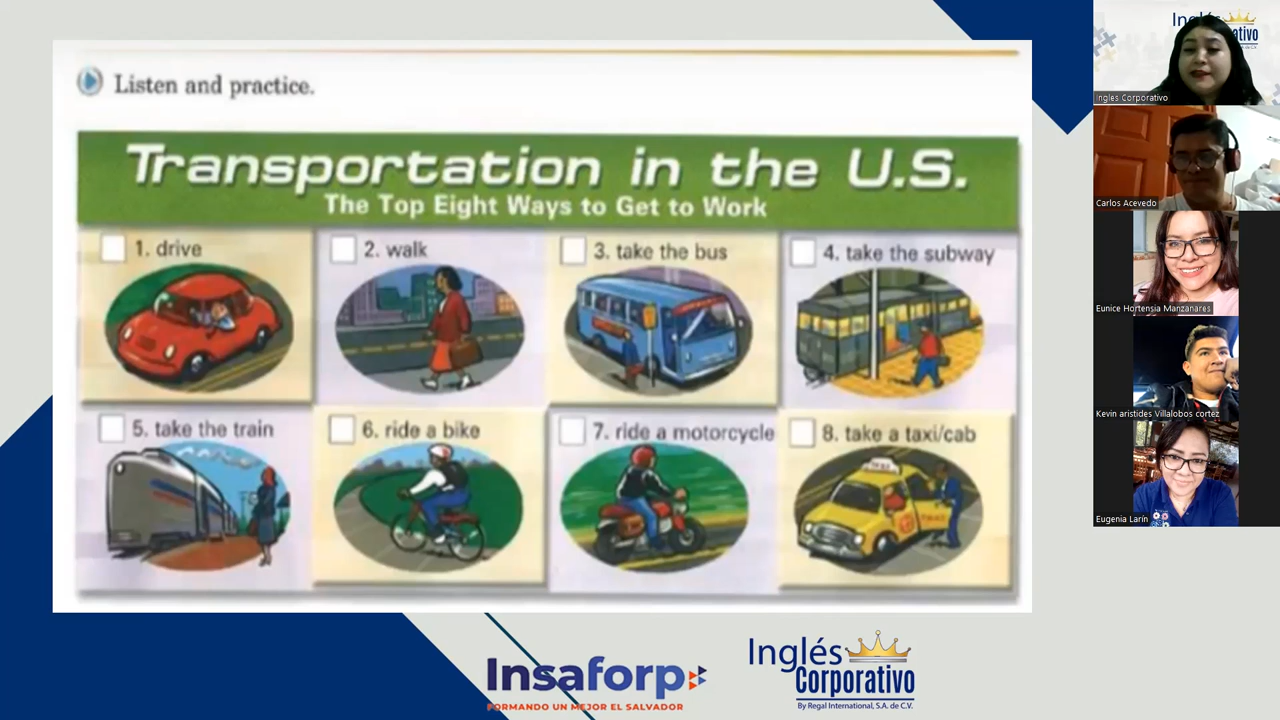 Listen and practice.
Transportation in the U.S.
The Top Eight Ways to Get to Work
1. drive
2. walk
3. take the bus
4. take the subway
5. take the train
6. ride a bike
7. ride a motorcycle
8. take a taxi/cab
TAXI
Insaforp
FORMANDO UN MEJOR EL SALVADOR
Inglés
Corporativo
By Regal International, S.A. de C.V.
Ingles Corporativo
Carlos Acevedo
Eunice Hortensia Manzanares
Kevin aristides Villalobos cortez
Eugenia Larín